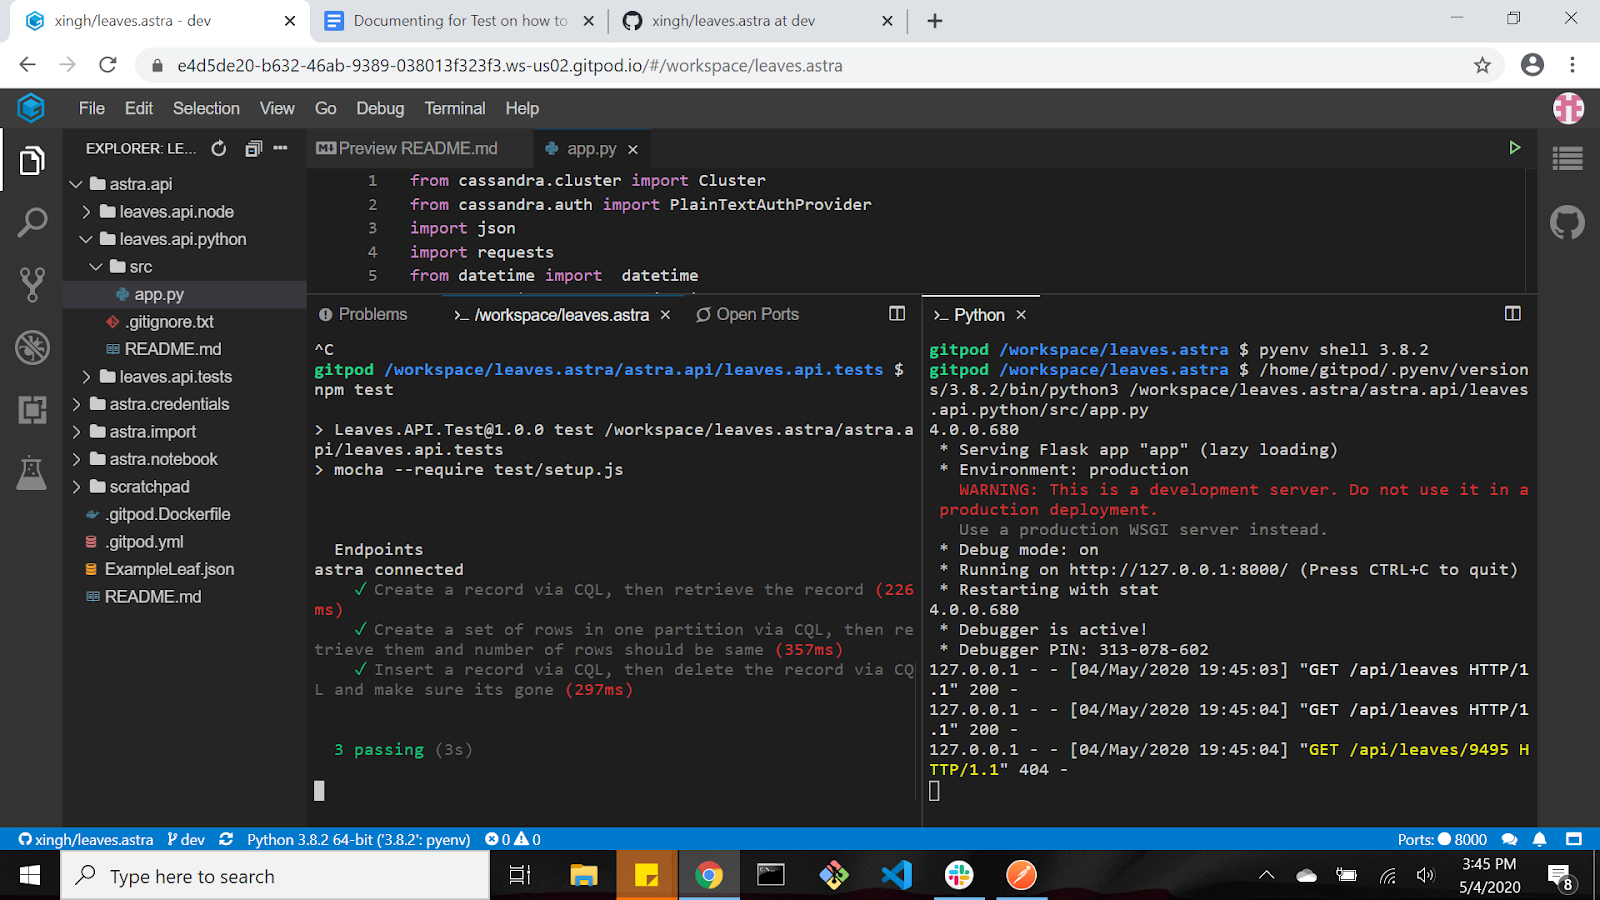 xingh/leaves.astra - dev
Documenting for Test on how to
xingh/leaves.astra at dev
e4d5de20-b632-46ab-9389-038013f323f3.ws-us02.gitpod.io/#/workspace/leaves.astra
File Edit Selection View Go Debug Terminal Help
EXPLORER: LE...
astra.api
leaves.api.node
leaves.api.python
src
app.py
.gitignore.txt
README.md
leaves.api.tests
astra.credentials
astra.import
astra.notebook
scratchpad
.gitpod.Dockerfile
.gitpod.yml
ExampleLeaf.json
README.md
Preview README.md
app.py
1 from cassandra.cluster import Cluster
2 from cassandra.auth import PlainTextAuthProvider
3 import json
4 import requests
5 from datetime import  datetime
Problems
>_ /workspace/leaves.astra
Open Ports
^C
gitpod /workspace/leaves.astra/astra.api/leaves.api.tests $
npm test
> Leaves.API.Test@1.0.0 test /workspace/leaves.astra/astra.a
pi/leaves.api.tests
> mocha --require test/setup.js
Endpoints
astra connected
✓ Create a record via CQL, then retrieve the record (226
ms)
✓ Create a set of rows in one partition via CQL, then re
trieve them and number of rows should be same (357ms)
✓ Insert a record via CQL, then delete the record via CQ
L and make sure its gone (297ms)
3 passing (3s)
>_ Python
gitpod /workspace/leaves.astra $ pyenv shell 3.8.2
gitpod /workspace/leaves.astra $ /home/gitpod/.pyenv/version
s/3.8.2/bin/python3 /workspace/leaves.astra/astra.api/leaves
.api.python/src/app.py
4.0.0.680
* Serving Flask app "app" (lazy loading)
* Environment: production
WARNING: This is a development server. Do not use it in a
production deployment.
Use a production WSGI server instead.
* Debug mode: on
* Running on http://127.0.0.1:8000/ (Press CTRL+C to quit)
* Restarting with stat
4.0.0.680
* Debugger is active!
* Debugger PIN: 313-078-602
127.0.0.1 - - [04/May/2020 19:45:03] "GET /api/leaves HTTP/1
.1" 200 -
127.0.0.1 - - [04/May/2020 19:45:04] "GET /api/leaves HTTP/1
.1" 200 -
127.0.0.1 - - [04/May/2020 19:45:04] "GET /api/leaves/9495 H
TTP/1.1" 404 -
xingh/leaves.astra dev Python 3.8.2 64-bit ('3.8.2': pyenv) 0 0
Ports: 8000
Type here to search
3:45 PM
5/4/2020
8